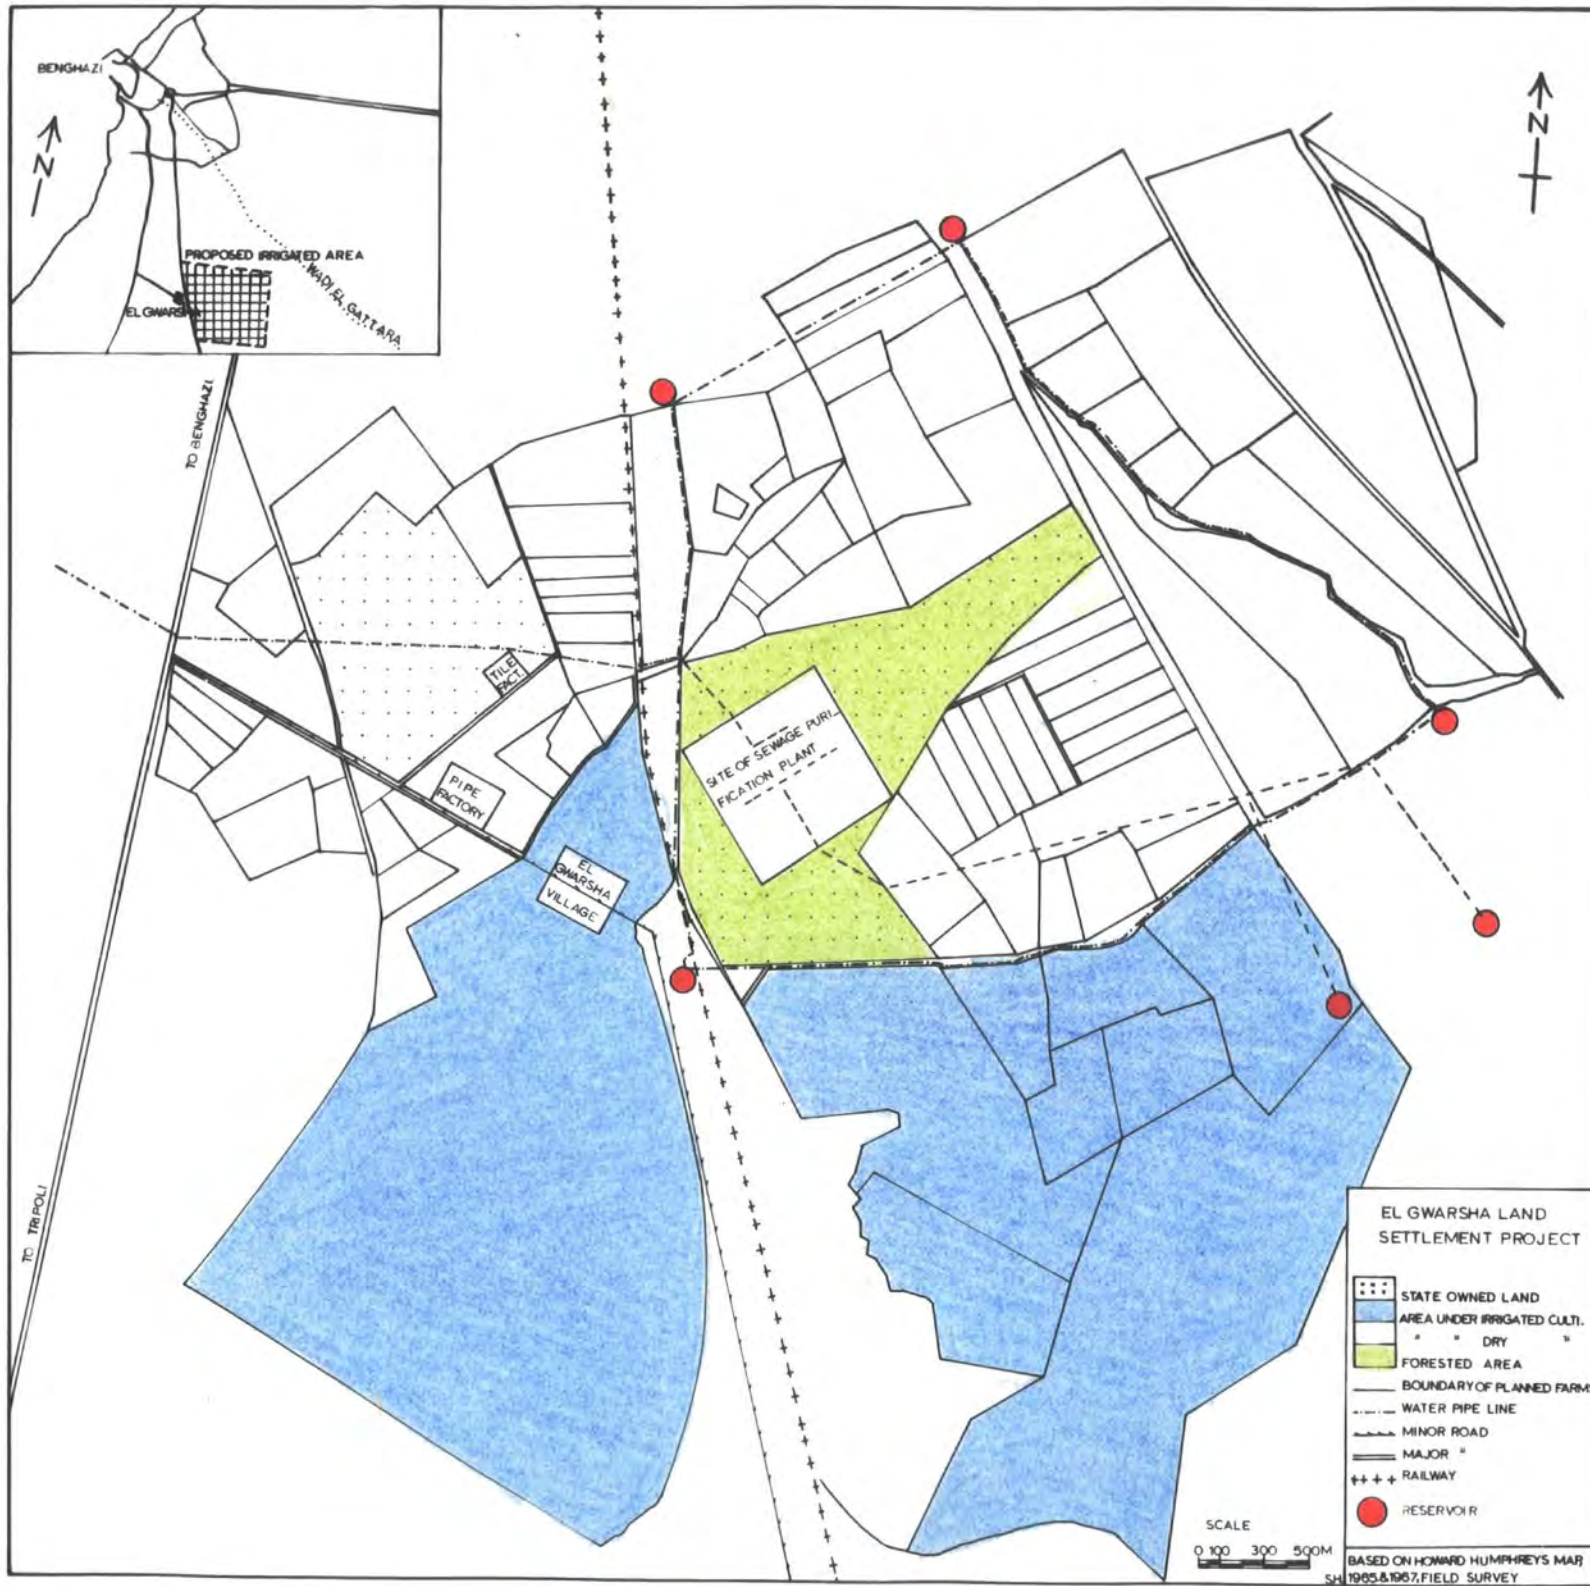 BENGHAZI
N
PROPOSED IRRIGATED AREA
WADI EL GATTARA
EL GWARSHA
N
TO BENGHAZI
TILE
FACT.
PIPE
FACTORY
SITE OF SEWAGE PURI_
FICATION PLANT
EL
GWARSHA
VILLAGE
TO TRIPOLI
EL GWARSHA LAND
SETTLEMENT PROJECT
STATE OWNED LAND
AREA UNDER IRRIGATED CULTI.
" " DRY "
FORESTED AREA
BOUNDARY OF PLANNED FARMS
WATER PIPE LINE
MINOR ROAD
MAJOR "
RAILWAY
RESERVOIR
SCALE
0 100 300 500M
BASED ON HOWARD HUMPHREYS MAP,
SH. 1965&1967, FIELD SURVEY